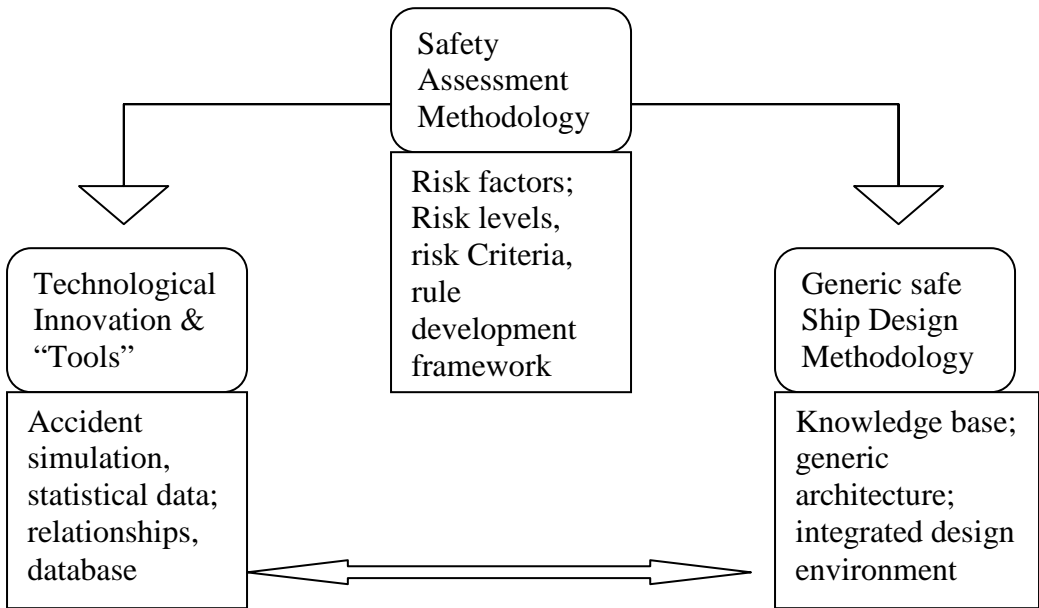 Safety
Assessment
Methodology
Risk factors;
Risk levels,
risk Criteria,
rule
development
framework
Technological
Innovation &
“Tools”
Accident
simulation,
statistical data;
relationships,
database
Generic safe
Ship Design
Methodology
Knowledge base;
generic
architecture;
integrated design
environment